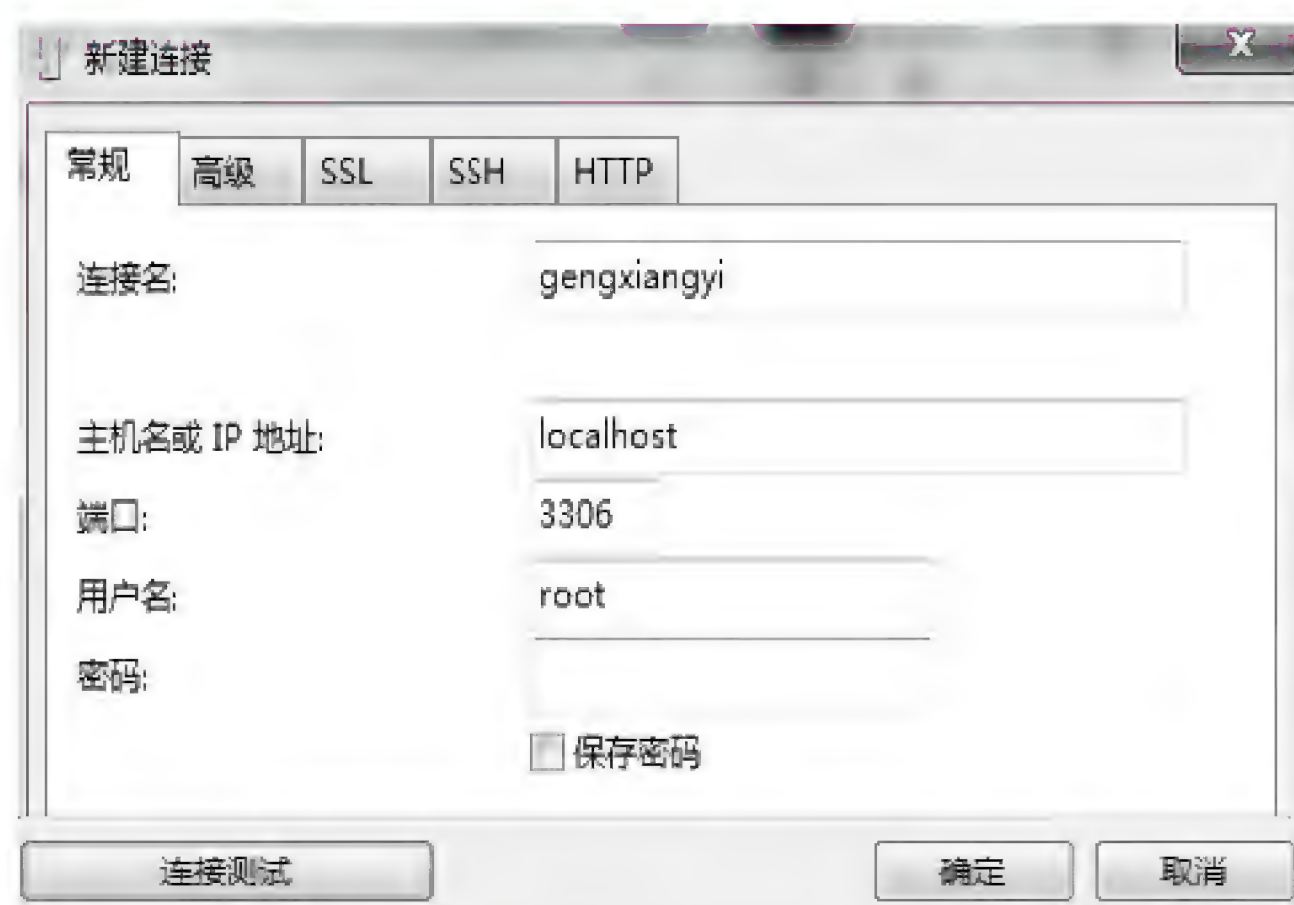 新建连接
X
常规 高级 SSL SSH HTTP
连接名: gengxiangyi
主机名或 IP 地址: localhost
端口: 3306
用户名: root
密码:
保存密码
连接测试 确定 取消